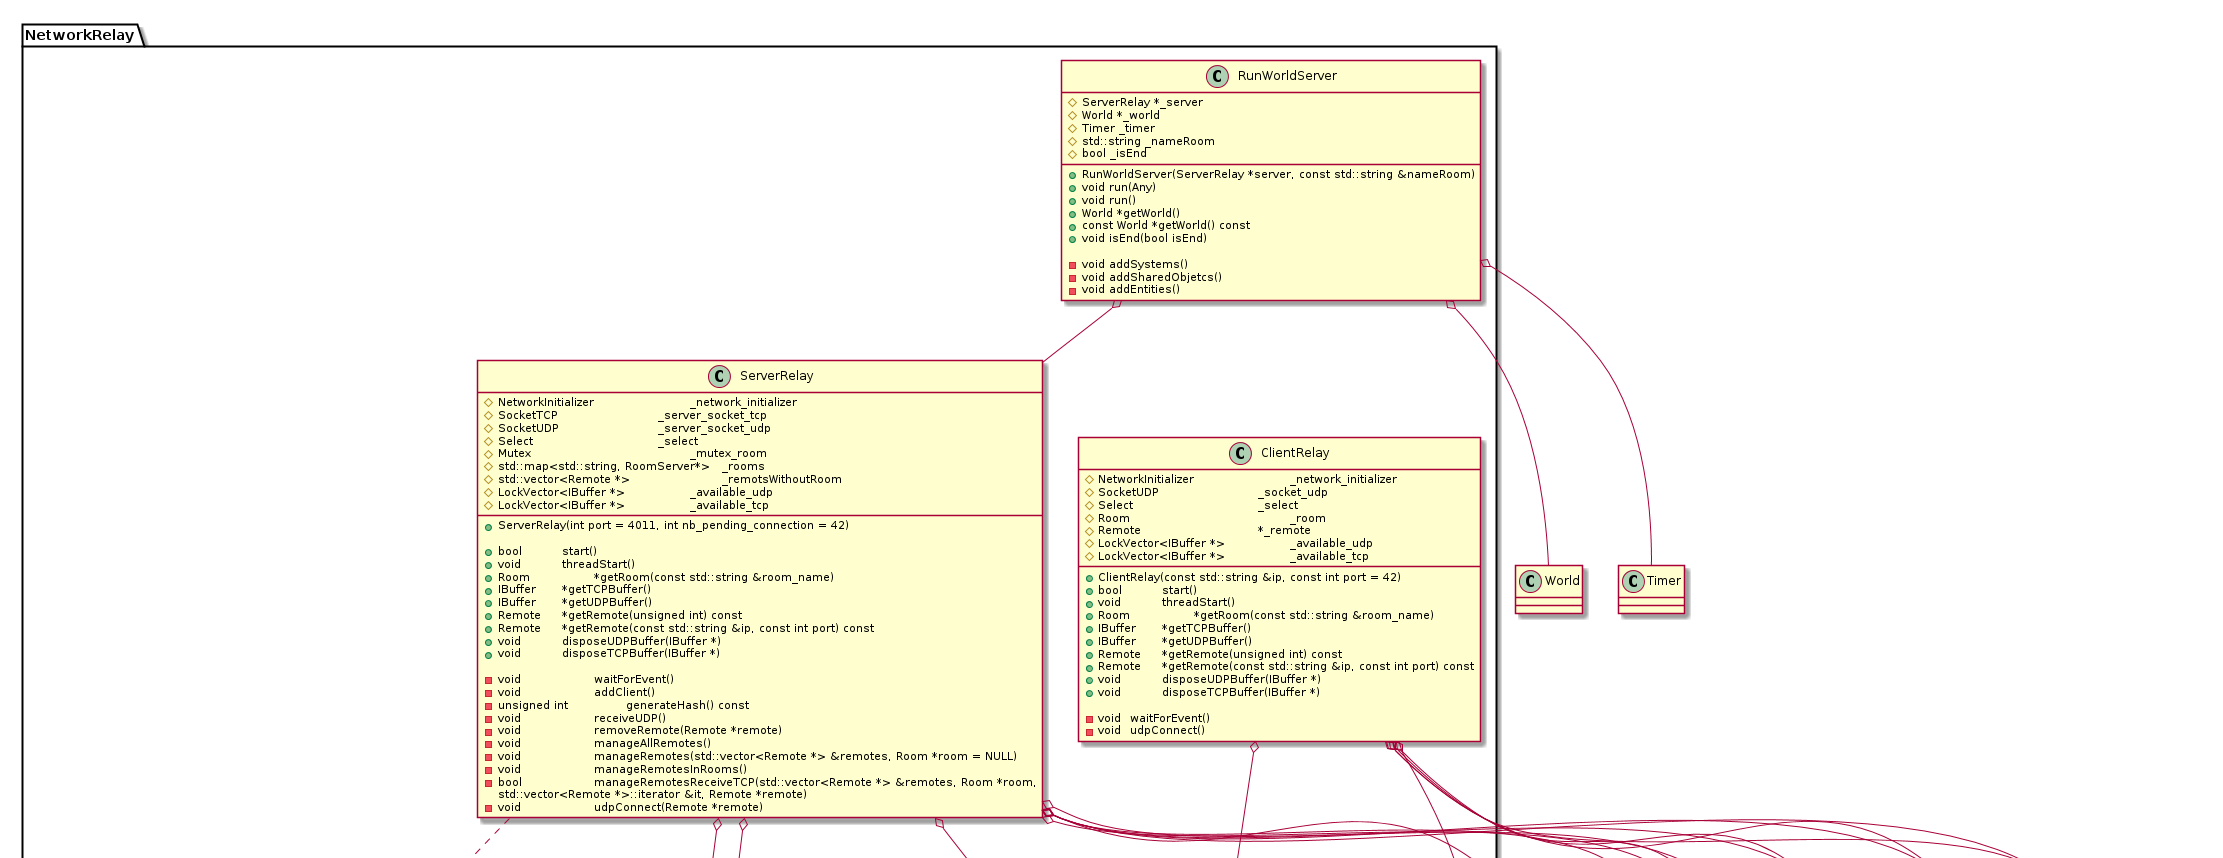 NetworkRelay
RunWorldServer
ServerRelay *_server
World *_world
Timer _timer
std::string _nameRoom
bool _isEnd
RunWorldServer(ServerRelay *server, const std::string &nameRoom)
void run(Any)
void run()
World *getWorld()
const World *getWorld() const
void isEnd(bool isEnd)
void addSystems()
void addSharedObjetcs()
void addEntities()
ServerRelay
NetworkInitializer _network_initializer
SocketTCP _server_socket_tcp
SocketUDP _server_socket_udp
Select _select
Mutex _mutex_room
std::map<std::string, RoomServer*> _rooms
std::vector<Remote *> _remotsWithoutRoom
LockVector<IBuffer *> _available_udp
LockVector<IBuffer *> _available_tcp
ServerRelay(int port = 4011, int nb_pending_connection = 42)
bool start()
void threadStart()
Room *getRoom(const std::string &room_name)
IBuffer *getTCPBuffer()
IBuffer *getUDPBuffer()
Remote *getRemote(unsigned int) const
Remote *getRemote(const std::string &ip, const int port) const
void disposeUDPBuffer(IBuffer *)
void disposeTCPBuffer(IBuffer *)
void waitForEvent()
void addClient()
unsigned int generateHash() const
void receiveUDP()
void removeRemote(Remote *remote)
void manageAllRemotes()
void manageRemotes(std::vector<Remote *> &remotes, Room *room = NULL)
void manageRemotesInRooms()
bool manageRemotesReceiveTCP(std::vector<Remote *> &remotes, Room *room,
std::vector<Remote *>::iterator &it, Remote *remote)
void udpConnect(Remote *remote)
ClientRelay
NetworkInitializer _network_initializer
SocketUDP _socket_udp
Select _select
Room _room
Remote *_remote
LockVector<IBuffer *> _available_udp
LockVector<IBuffer *> _available_tcp
ClientRelay(const std::string &ip, const int port = 42)
bool start()
void threadStart()
Room *getRoom(const std::string &room_name)
IBuffer *getTCPBuffer()
IBuffer *getUDPBuffer()
Remote *getRemote(unsigned int) const
Remote *getRemote(const std::string &ip, const int port) const
void disposeUDPBuffer(IBuffer *)
void disposeTCPBuffer(IBuffer *)
void waitForEvent()
void udpConnect()
World
Timer